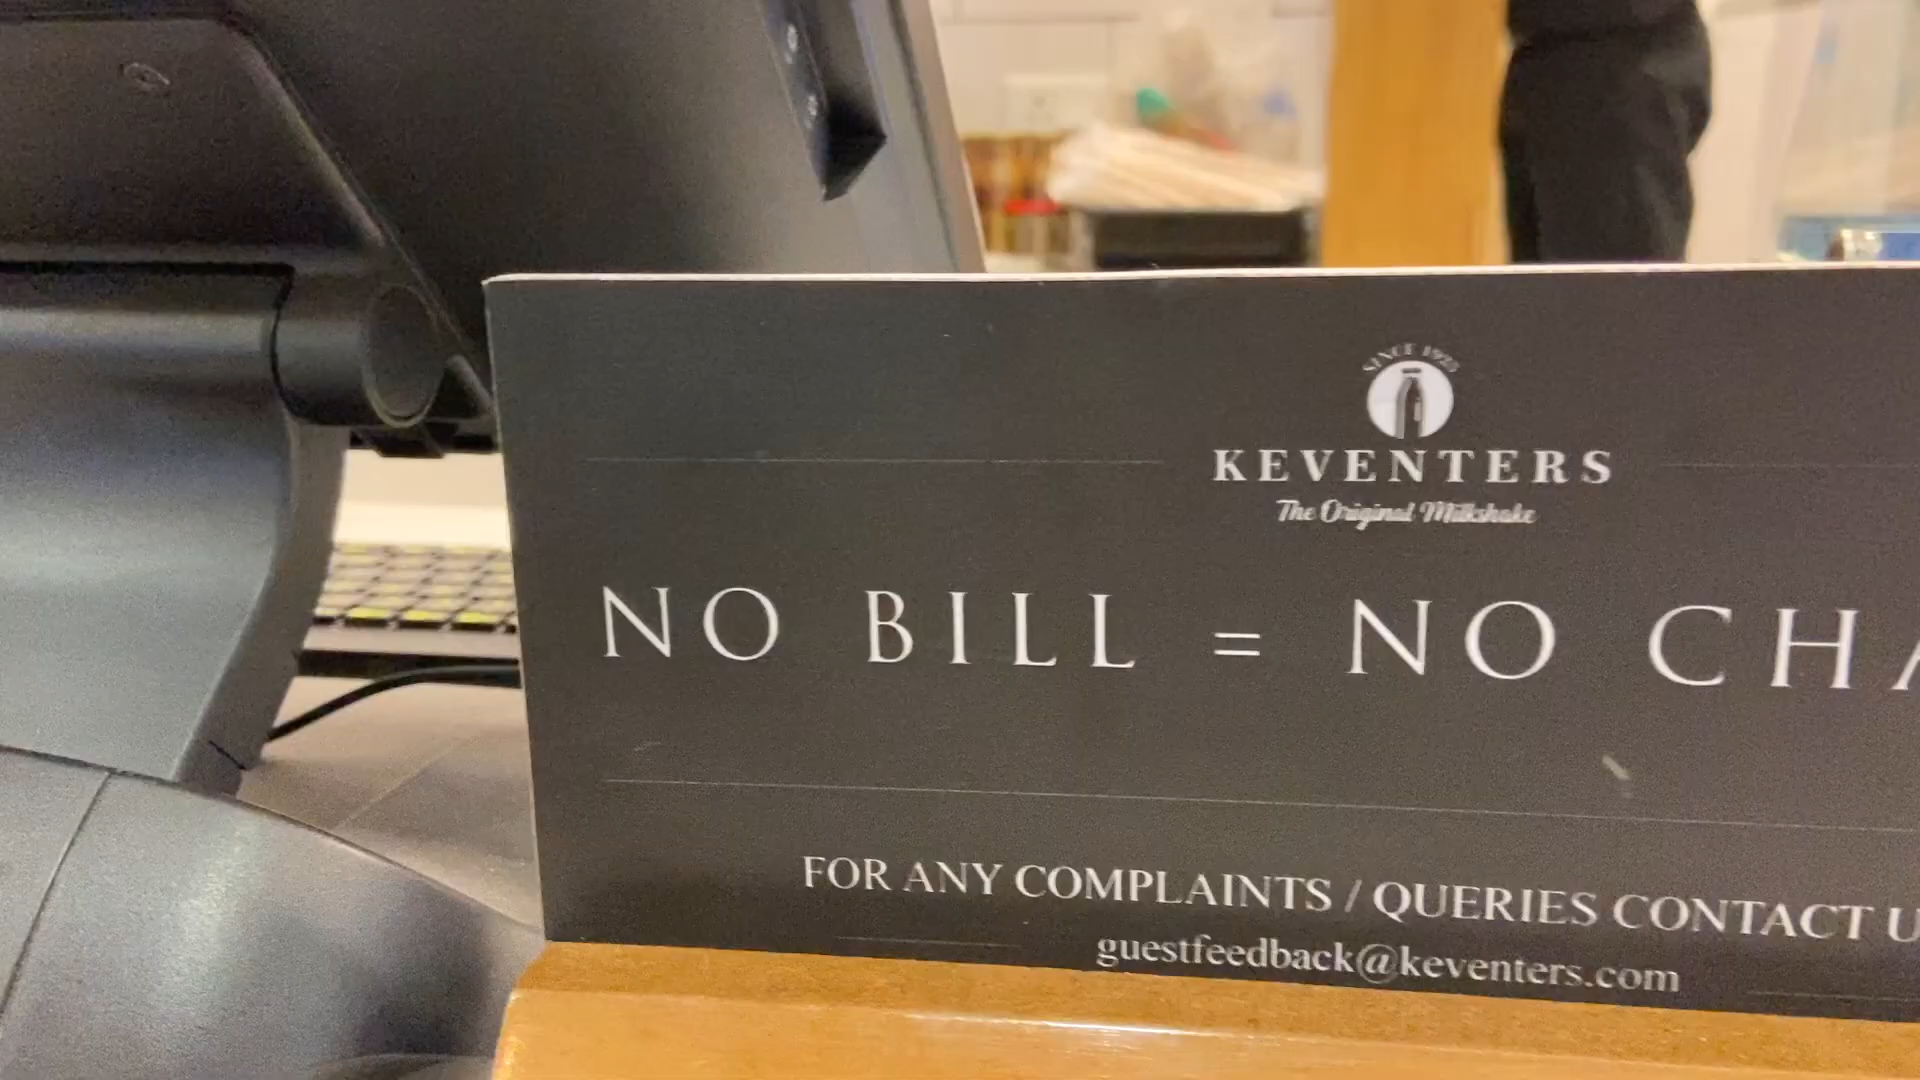 SINCE 1925
KEVENTERS
The Original Milkshake
NO BILL = NO CHA
FOR ANY COMPLAINTS / QUERIES CONTACT U
guestfeedback@keventers.com